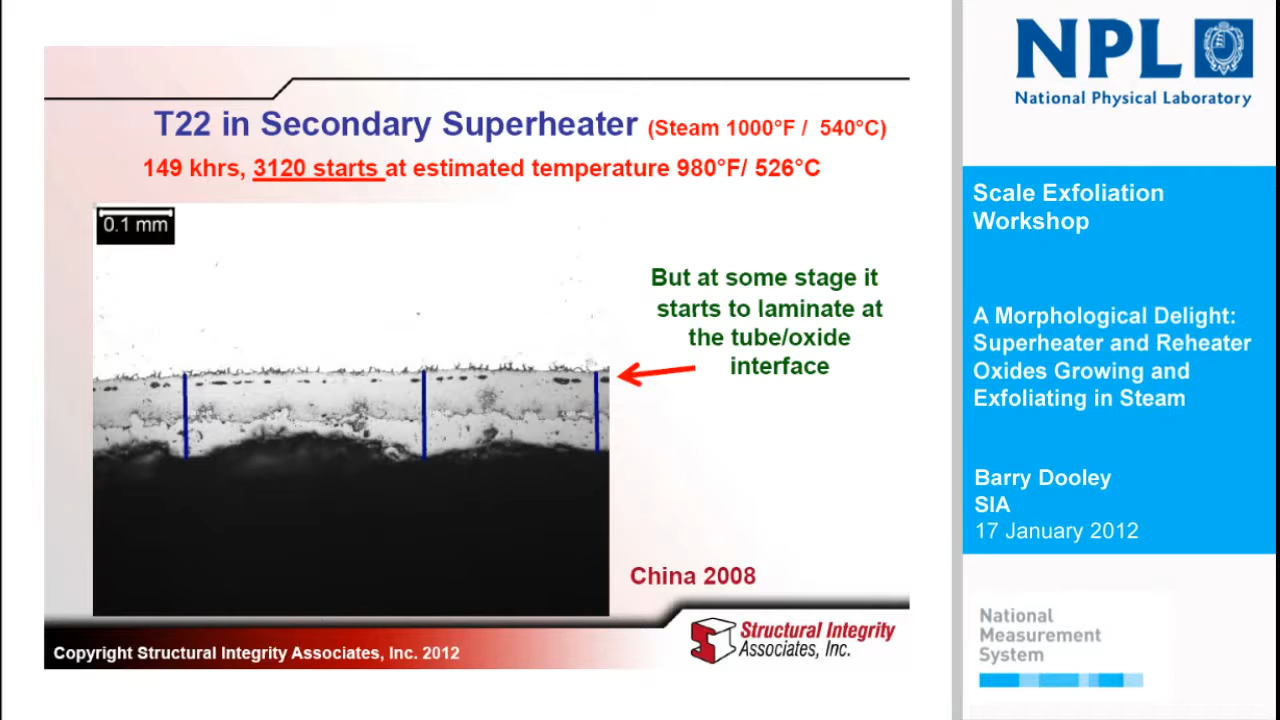 T22 in Secondary Superheater (Steam 1000°F / 540°C)
149 khrs, 3120 starts at estimated temperature 980°F/ 526°C
0.1 mm
But at some stage it
starts to laminate at
the tube/oxide
interface
China 2008
Copyright Structural Integrity Associates, Inc. 2012
Structural Integrity
Associates, Inc.
NPL
National Physical Laboratory
Scale Exfoliation
Workshop
A Morphological Delight:
Superheater and Reheater
Oxides Growing and
Exfoliating in Steam
Barry Dooley
SIA
17 January 2012
National
Measurement
System